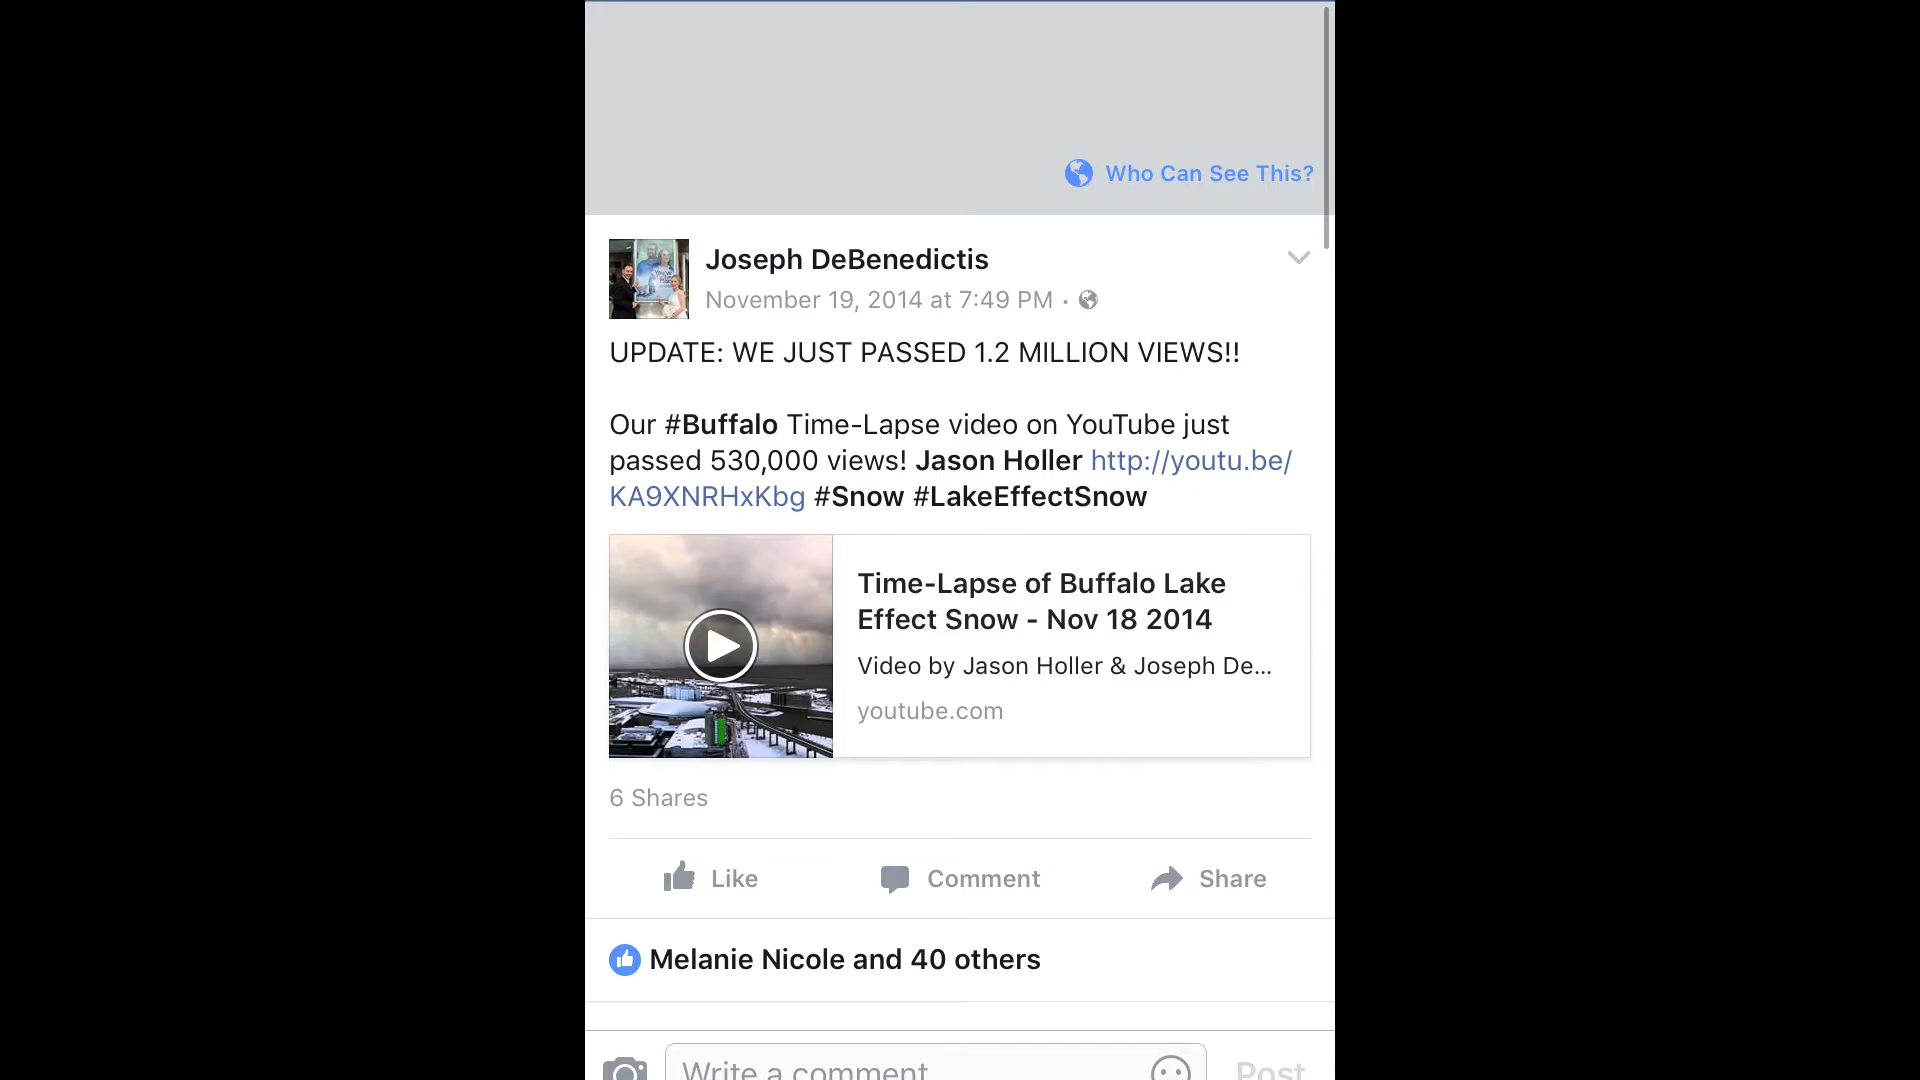 Who Can See This?
Joseph DeBenedictis
November 19, 2014 at 7:49 PM ·
UPDATE: WE JUST PASSED 1.2 MILLION VIEWS!!
Our #Buffalo Time-Lapse video on YouTube just
passed 530,000 views! Jason Holler http://youtu.be/
KA9XNRHxKbg #Snow #LakeEffectSnow
Time-Lapse of Buffalo Lake
Effect Snow - Nov 18 2014
Video by Jason Holler & Joseph De...
youtube.com
6 Shares
Like Comment Share
Melanie Nicole and 40 others
Write a comment... Post